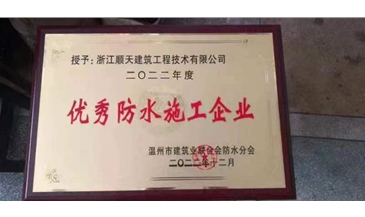 授予：浙江顺天建筑工程技术有限公司
二〇二二年度
优秀防水施工企业
温州市建筑业联合会防水分会
二〇二二年十二月